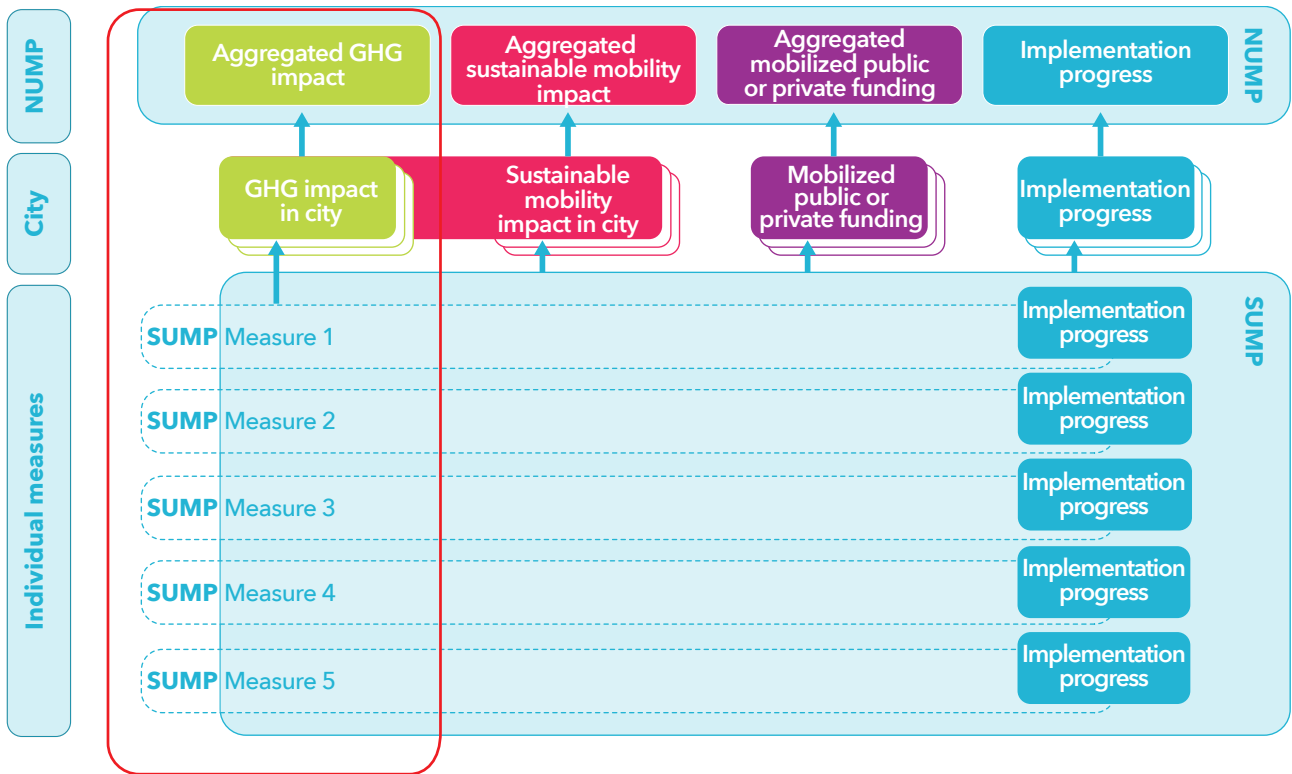 NUMP
Aggregated GHG
impact
Aggregated
sustainable mobility
impact
Aggregated
mobilized public
or private funding
Implementation
progress
NUMP
City
GHG impact
in city
Sustainable
mobility
impact in city
Mobilized
public or
private funding
Implementation
progress
Individual measures
SUMP
SUMP Measure 1
Implementation
progress
SUMP Measure 2
Implementation
progress
SUMP Measure 3
Implementation
progress
SUMP Measure 4
Implementation
progress
SUMP Measure 5
Implementation
progress